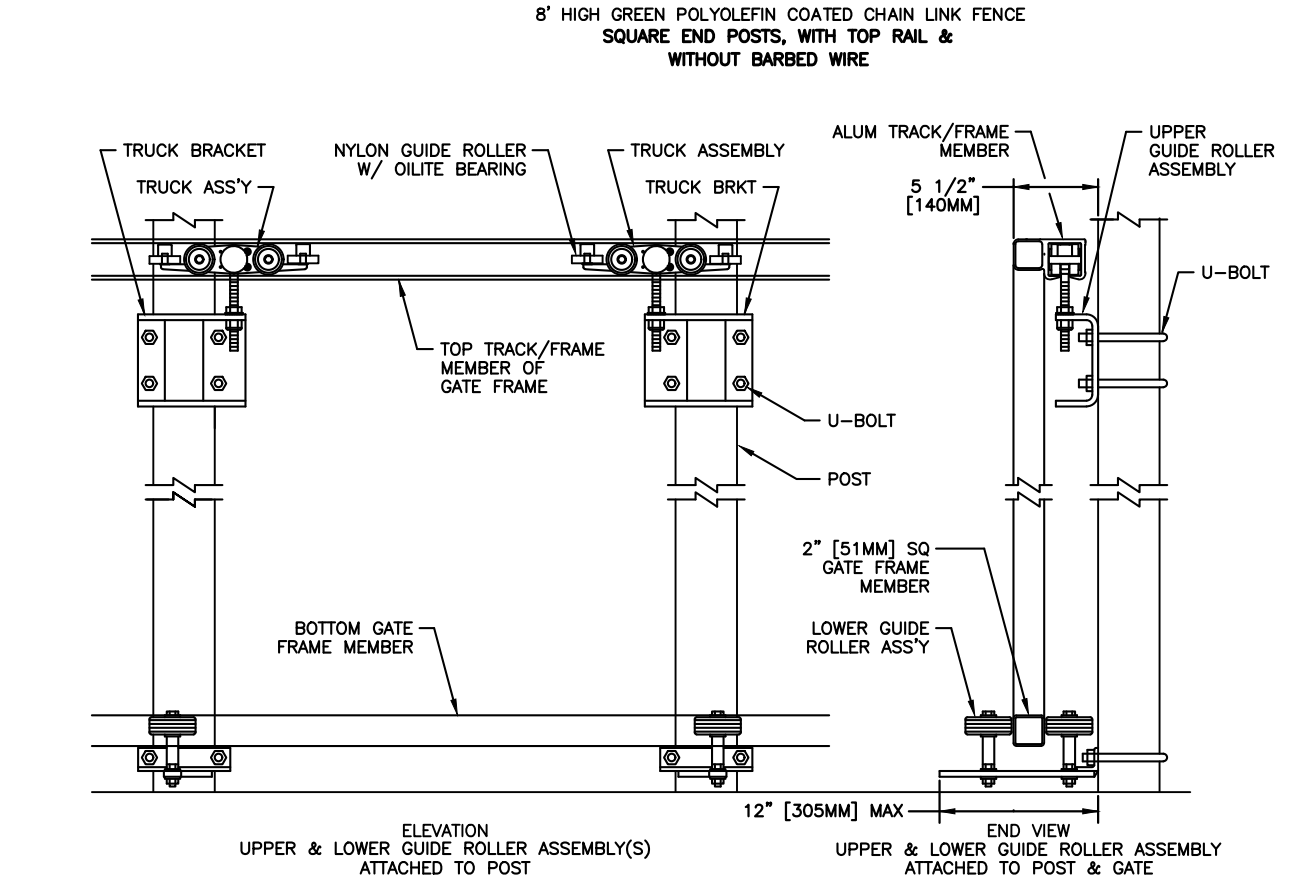 8' HIGH GREEN POLYOLEFIN COATED CHAIN LINK FENCE
SQUARE END POSTS, WITH TOP RAIL &
WITHOUT BARBED WIRE
TRUCK BRACKET
TRUCK ASS'Y
NYLON GUIDE ROLLER
W/ OILITE BEARING
TRUCK ASSEMBLY
TRUCK BRKT
ALUM TRACK/FRAME
MEMBER
UPPER
GUIDE ROLLER
ASSEMBLY
5 1/2"
[140MM]
U-BOLT
TOP TRACK/FRAME
MEMBER OF
GATE FRAME
U-BOLT
POST
2" [51MM] SQ
GATE FRAME
MEMBER
BOTTOM GATE
FRAME MEMBER
LOWER GUIDE
ROLLER ASS'Y
12" [305MM] MAX
ELEVATION
UPPER & LOWER GUIDE ROLLER ASSEMBLY(S)
ATTACHED TO POST
END VIEW
UPPER & LOWER GUIDE ROLLER ASSEMBLY
ATTACHED TO POST & GATE